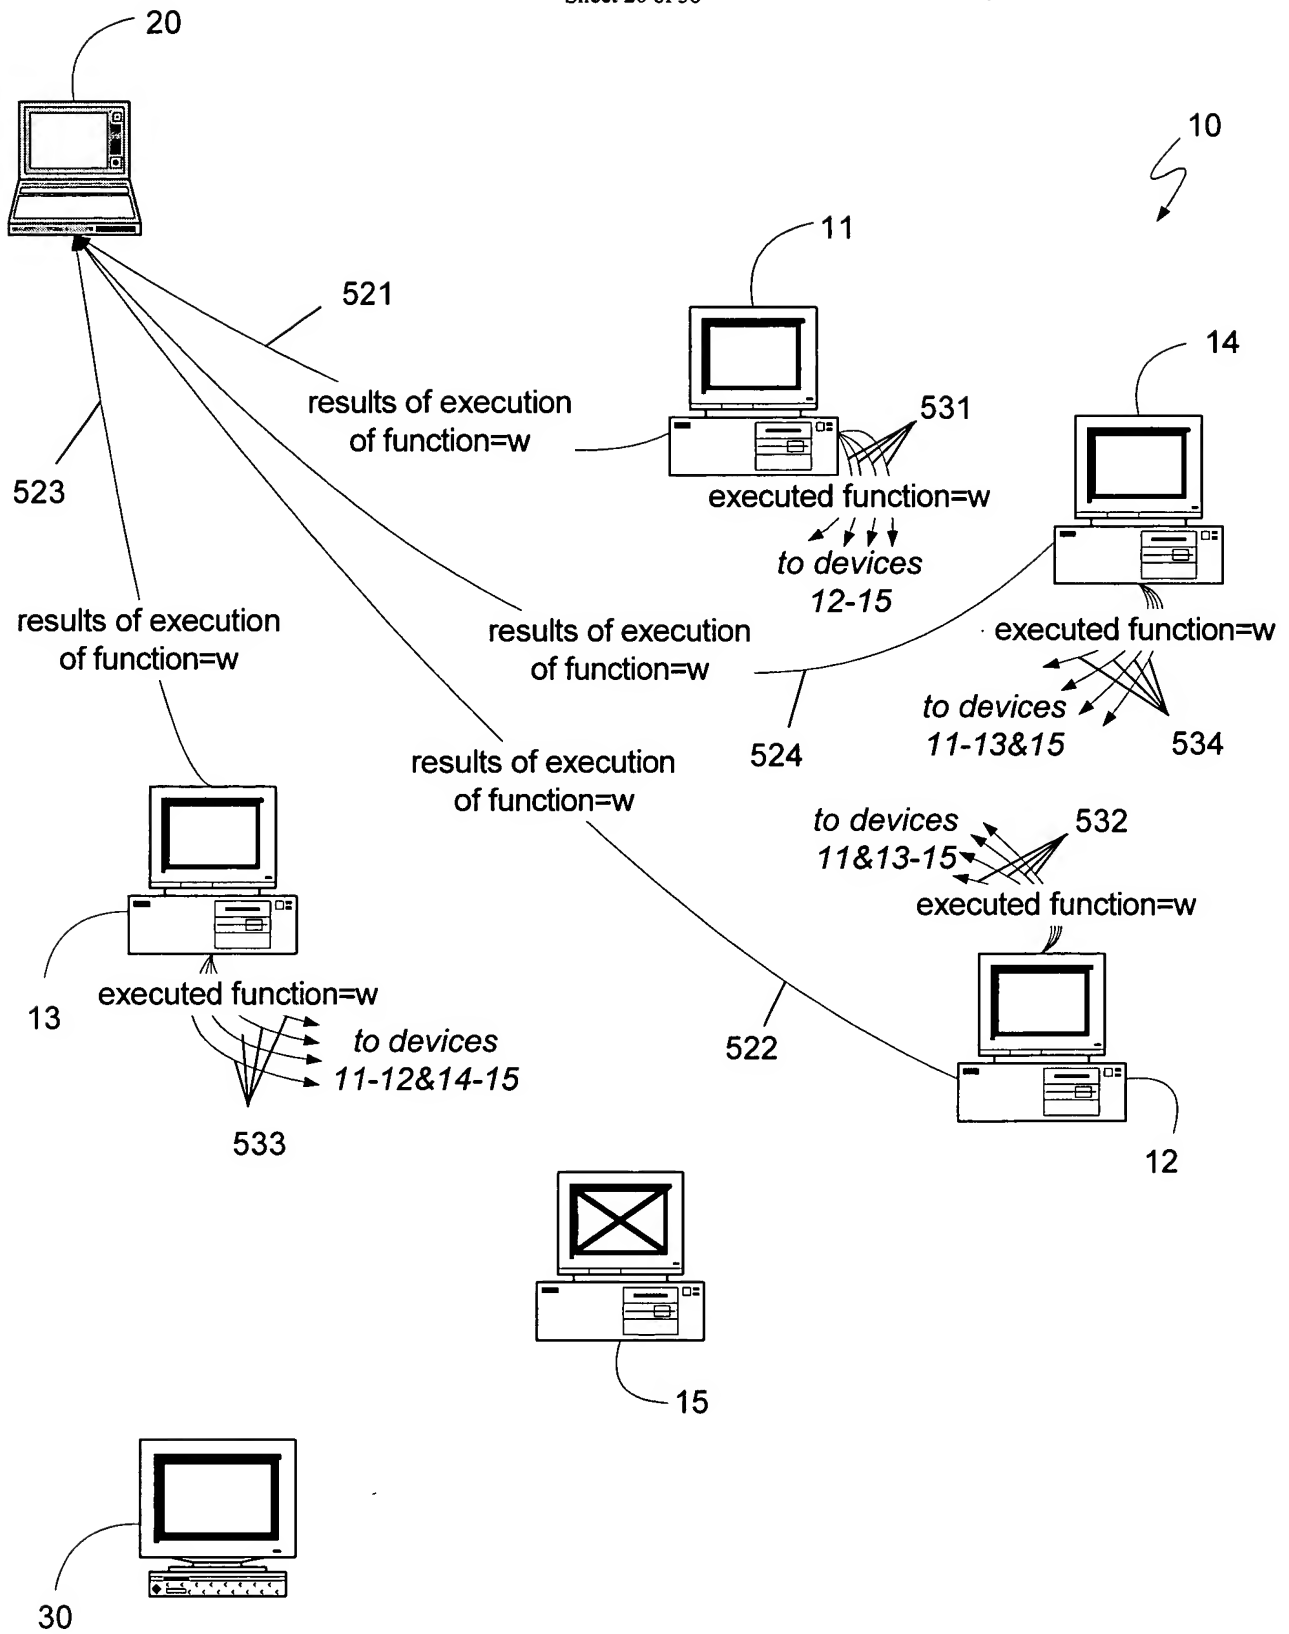 20
10
11
521
14
results of execution
of function=w
531
523
executed function=w
to devices
12-15
results of execution
of function=w
results of execution
of function=w
executed function=w
to devices
11-13&15
524
534
results of execution
of function=w
to devices
11&13-15
532
executed function=w
13
executed function=w
to devices
11-12&14-15
522
533
12
15
30